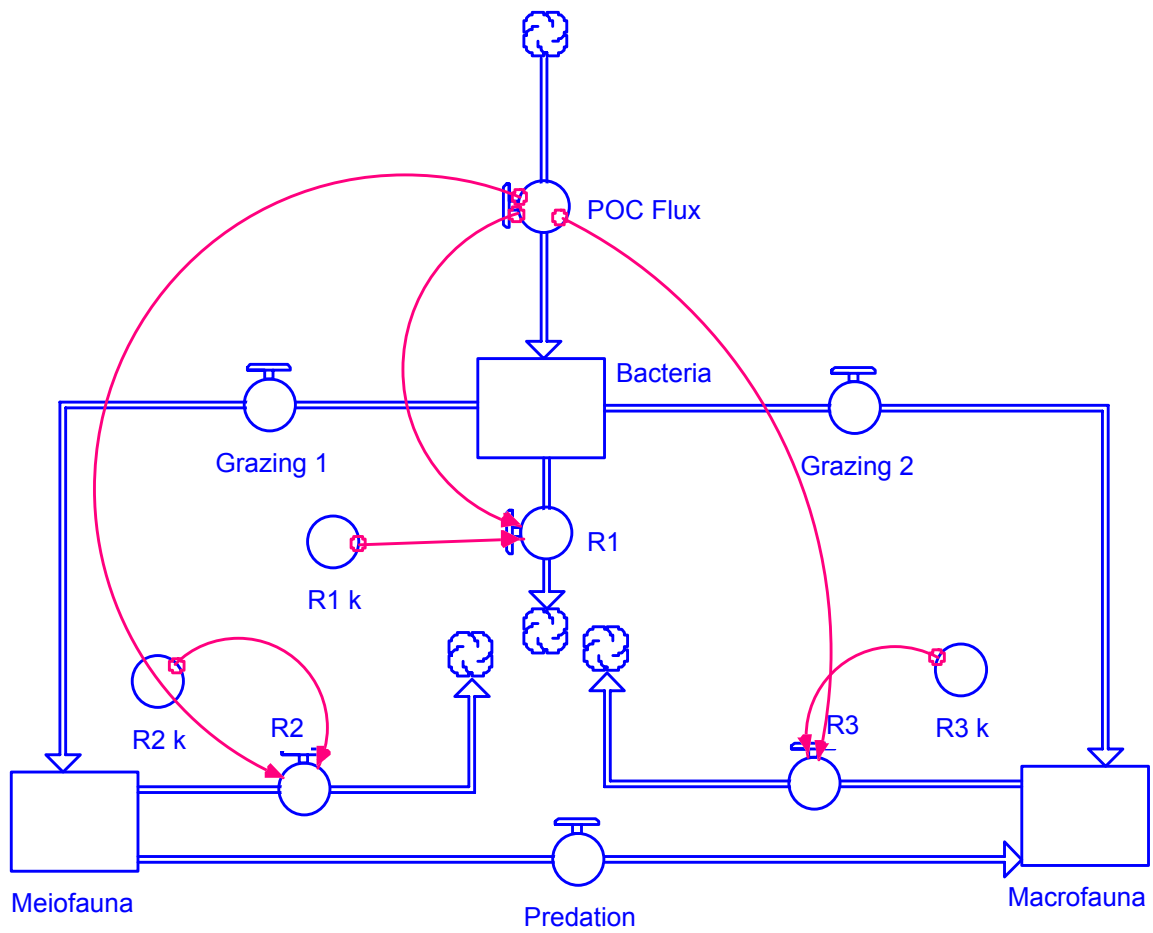 POC Flux
Bacteria
Grazing 1
Grazing 2
R1
R1 k
R2
R3
R2 k
R3 k
Meiofauna
Macrofauna
Predation